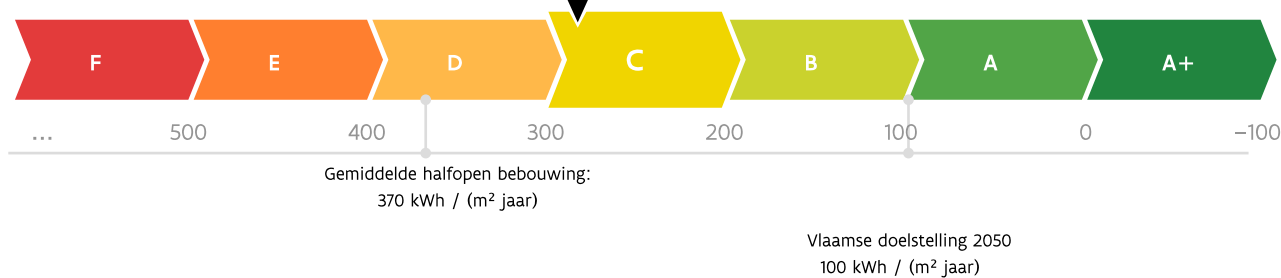 F E D C B A A+
... 500 400 300 200 100 0 −100
Gemiddelde halfopen bebouwing:
370 kWh / (m² jaar)
Vlaamse doelstelling 2050
100 kWh / (m² jaar)